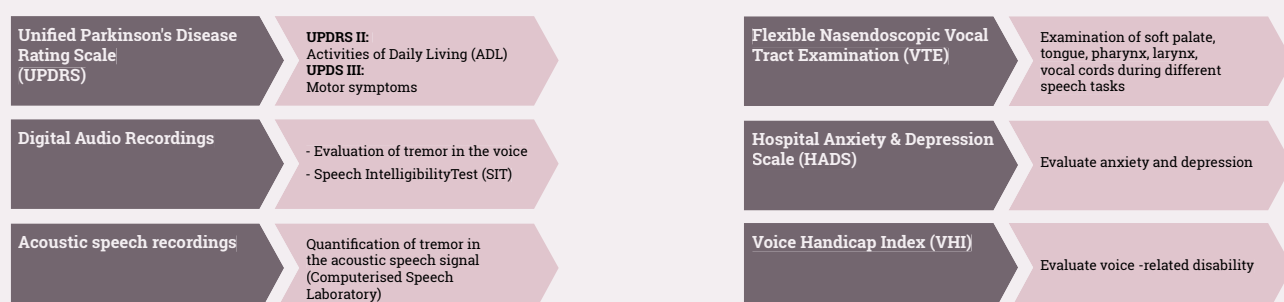 Unified Parkinson's Disease
Rating Scale
(UPDRS)
UPDRS II:
Activities of Daily Living (ADL)
UPDS III:
Motor symptoms
Digital Audio Recordings
- Evaluation of tremor in the voice
- Speech IntelligibilityTest (SIT)
Acoustic speech recordings
Quantification of tremor in
the acoustic speech signal
(Computerised Speech
Laboratory)
Flexible Nasendoscopic Vocal
Tract Examination (VTE)
Examination of soft palate,
tongue, pharynx, larynx,
vocal cords during different
speech tasks
Hospital Anxiety & Depression
Scale (HADS)
Evaluate anxiety and depression
Voice Handicap Index (VHI)
Evaluate voice -related disability